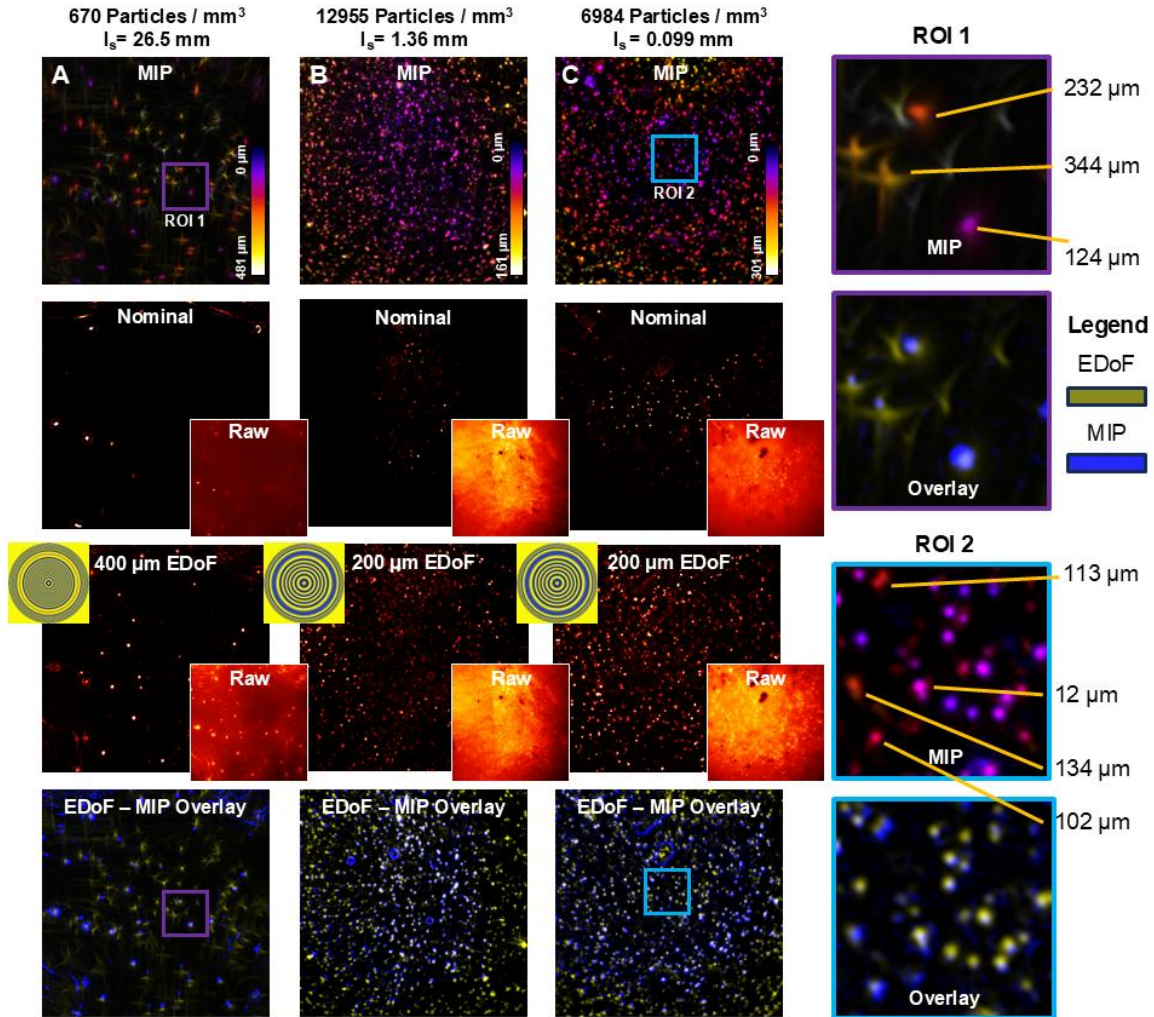 670 Particles / mm³
lₛ= 26.5 mm
12955 Particles / mm³
lₛ= 1.36 mm
6984 Particles / mm³
lₛ= 0.099 mm
A
MIP
0 µm
481 µm
ROI 1
B
MIP
0 µm
161 µm
C
MIP
0 µm
301 µm
ROI 2
Nominal
Raw
Nominal
Raw
Nominal
Raw
400 µm EDoF
Raw
200 µm EDoF
Raw
200 µm EDoF
Raw
EDoF – MIP Overlay
EDoF – MIP Overlay
EDoF – MIP Overlay
ROI 1
232 µm
344 µm
124 µm
MIP
Overlay
Legend
EDoF
MIP
ROI 2
113 µm
12 µm
134 µm
102 µm
MIP
Overlay